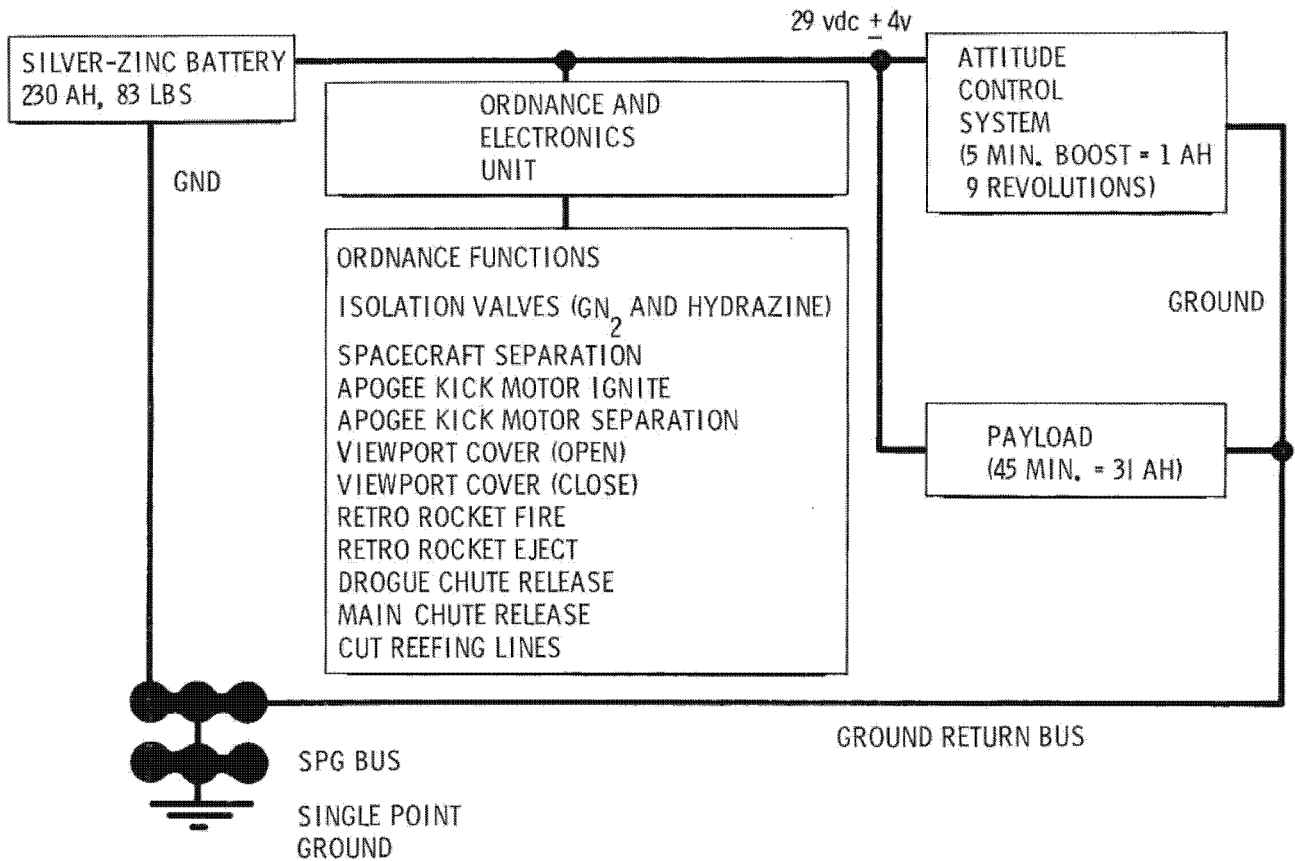 29 vdc ± 4v
SILVER-ZINC BATTERY
230 AH, 83 LBS
GND
ORDNANCE AND
ELECTRONICS
UNIT
ATTITUDE
CONTROL
SYSTEM
(5 MIN. BOOST = 1 AH
9 REVOLUTIONS)
ORDNANCE FUNCTIONS
ISOLATION VALVES (GN₂ AND HYDRAZINE)
SPACECRAFT SEPARATION
APOGEE KICK MOTOR IGNITE
APOGEE KICK MOTOR SEPARATION
VIEWPORT COVER (OPEN)
VIEWPORT COVER (CLOSE)
RETRO ROCKET FIRE
RETRO ROCKET EJECT
DROGUE CHUTE RELEASE
MAIN CHUTE RELEASE
CUT REEFING LINES
GROUND
PAYLOAD
(45 MIN. = 31 AH)
GROUND RETURN BUS
SPG BUS
SINGLE POINT
GROUND